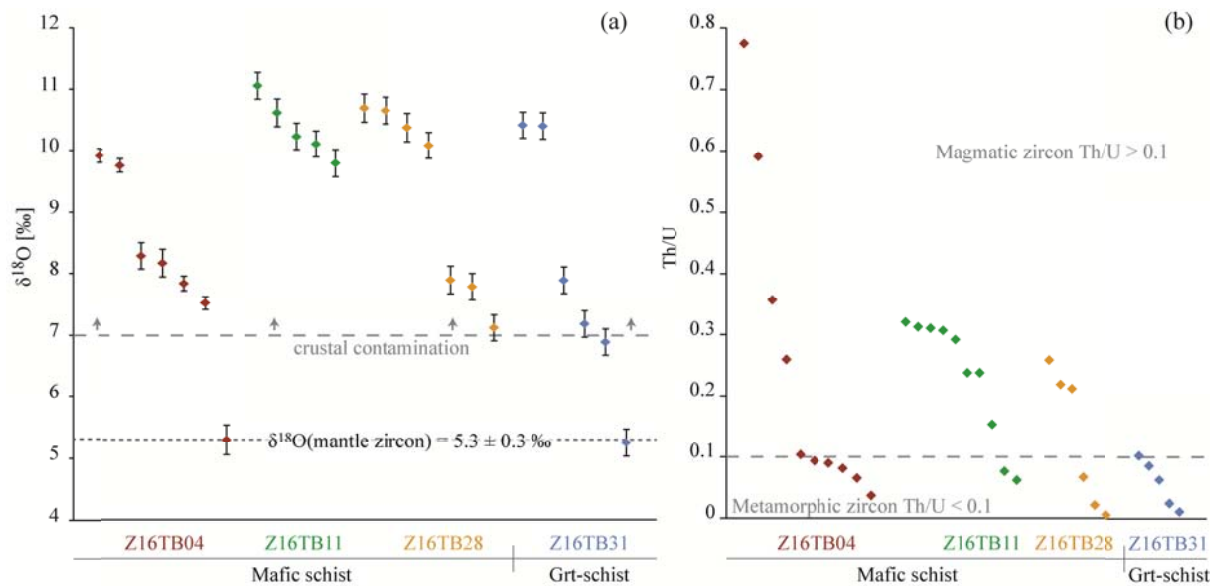 (a)
12
11
10
9
8
7
6
5
4
δ¹⁸O [‰]
crustal contamination
δ¹⁸O(mantle zircon) = 5.3 ± 0.3 ‰
Z16TB04 Z16TB11 Z16TB28 Z16TB31
Mafic schist Grt-schist
(b)
0.8
0.7
0.6
0.5
0.4
0.3
0.2
0.1
0
Th/U
Magmatic zircon Th/U > 0.1
Metamorphic zircon Th/U < 0.1
Z16TB04 Z16TB11 Z16TB28 Z16TB31
Mafic schist Grt-schist